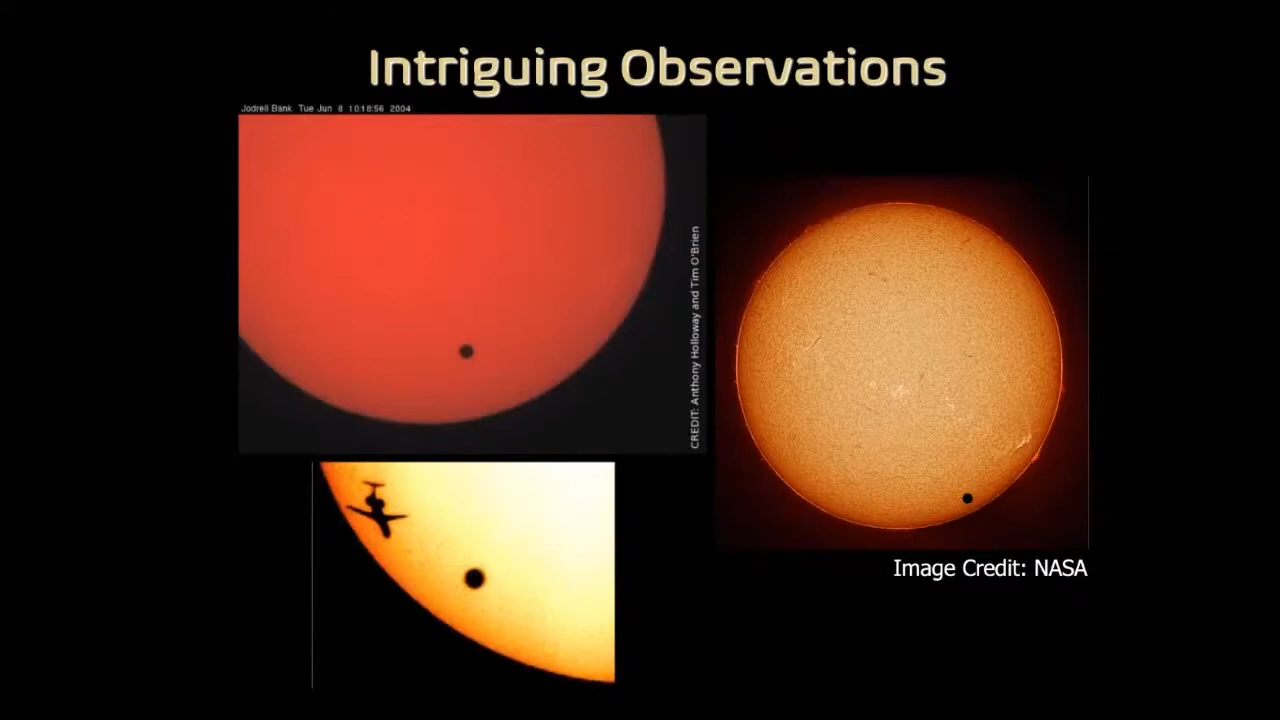 Intriguing Observations
Jodrell Bank Tue Jun 8 10:18:56 2004
CREDIT: Anthony Holloway and Tim O'Brien
Image Credit: NASA